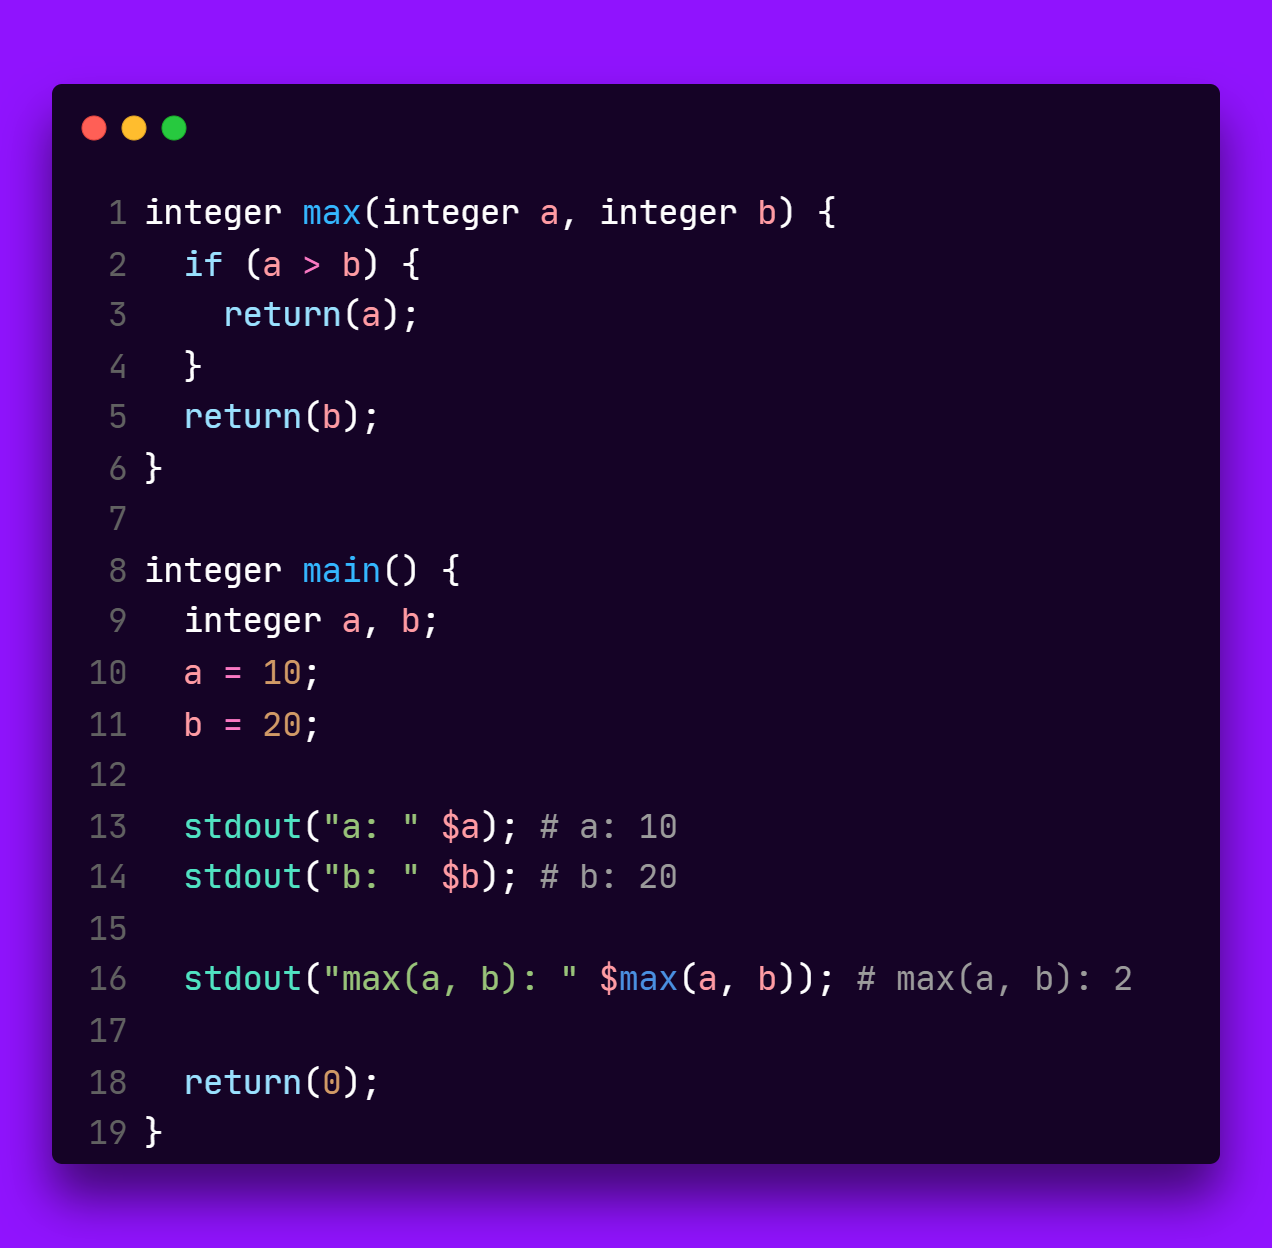 1 integer max(integer a, integer b) {
2   if (a > b) {
3     return(a);
4   }
5   return(b);
6 }
7
8 integer main() {
9   integer a, b;
10   a = 10;
11   b = 20;
12
13   stdout("a: " $a); # a: 10
14   stdout("b: " $b); # b: 20
15
16   stdout("max(a, b): " $max(a, b)); # max(a, b): 2
17
18   return(0);
19 }